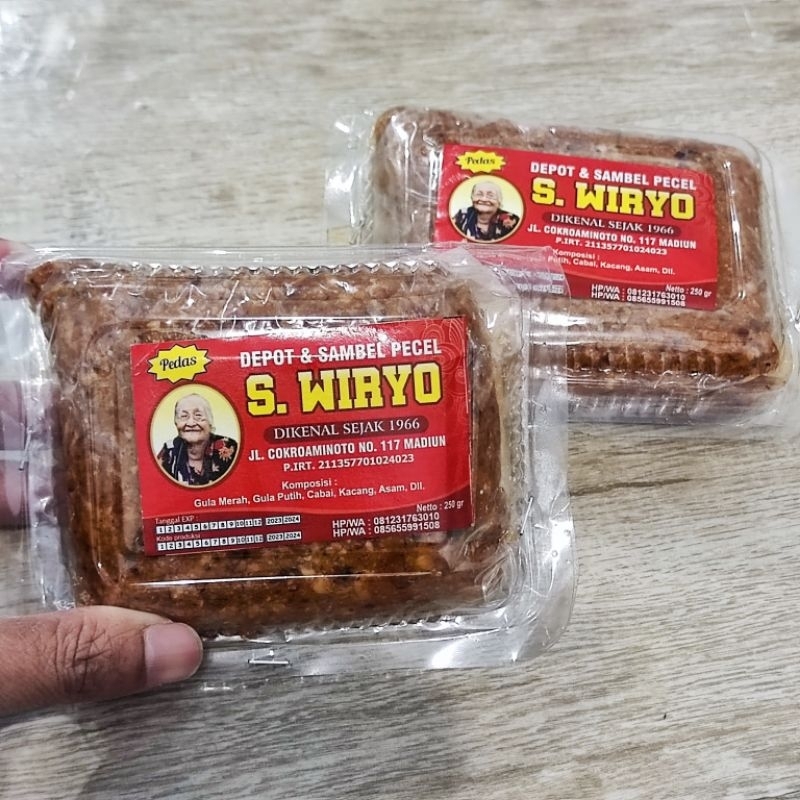 Pedas
DEPOT & SAMBEL PECEL
S. WIRYO
DIKENAL SEJAK 1966
JL. COKROAMINOTO NO. 117 MADIUN
P.IRT. 211357701024023
Komposisi :
Gula Merah, Gula Putih, Cabai, Kacang, Asam, Dll.
Netto : 250 gr
Tanggal EXP :
1 2 3 4 5 6 7 8 9 10 11 12 2023 2024
Kode produksi
1 2 3 4 5 6 7 8 9 10 11 12 2023 2024
HP/WA : 081231763010
HP/WA : 085655991508
Pedas
DEPOT & SAMBEL PECEL
S. WIRYO
DIKENAL SEJAK 1966
JL. COKROAMINOTO NO. 117 MADIUN
P.IRT. 211357701024023
Komposisi :
Putih, Cabai, Kacang, Asam, Dll.
Netto : 250 gr
HP/WA : 081231763010
HP/WA : 085655991508